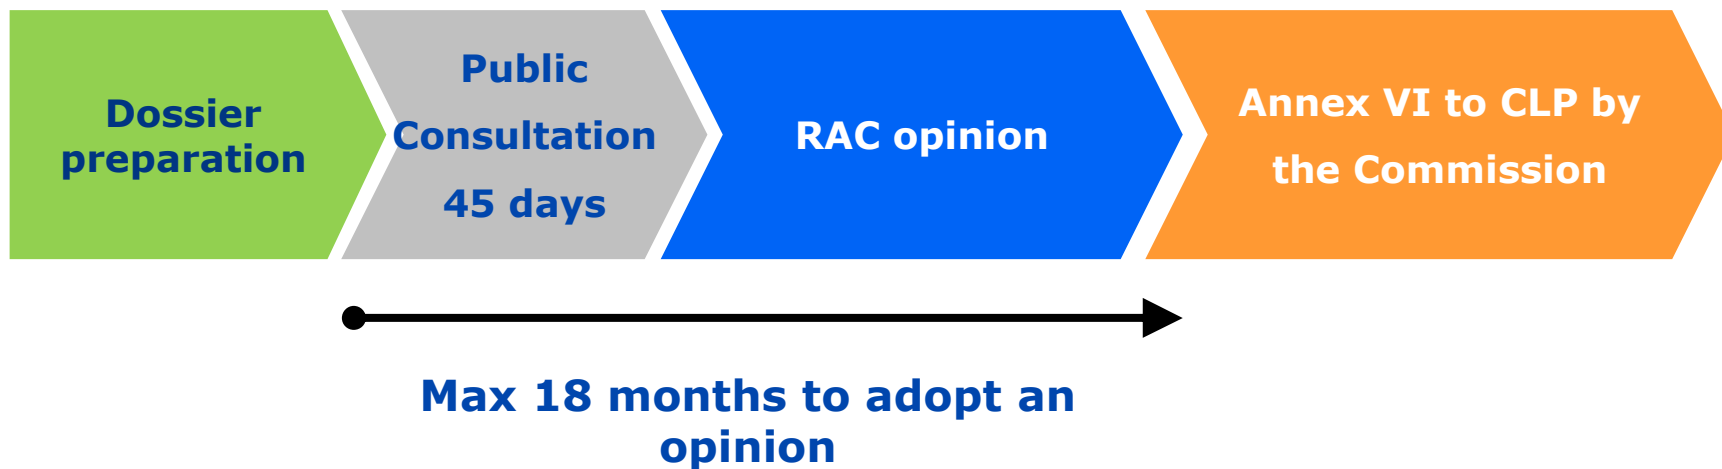 Dossier
preparation
Public
Consultation
45 days
RAC opinion
Annex VI to CLP by
the Commission
Max 18 months to adopt an
opinion